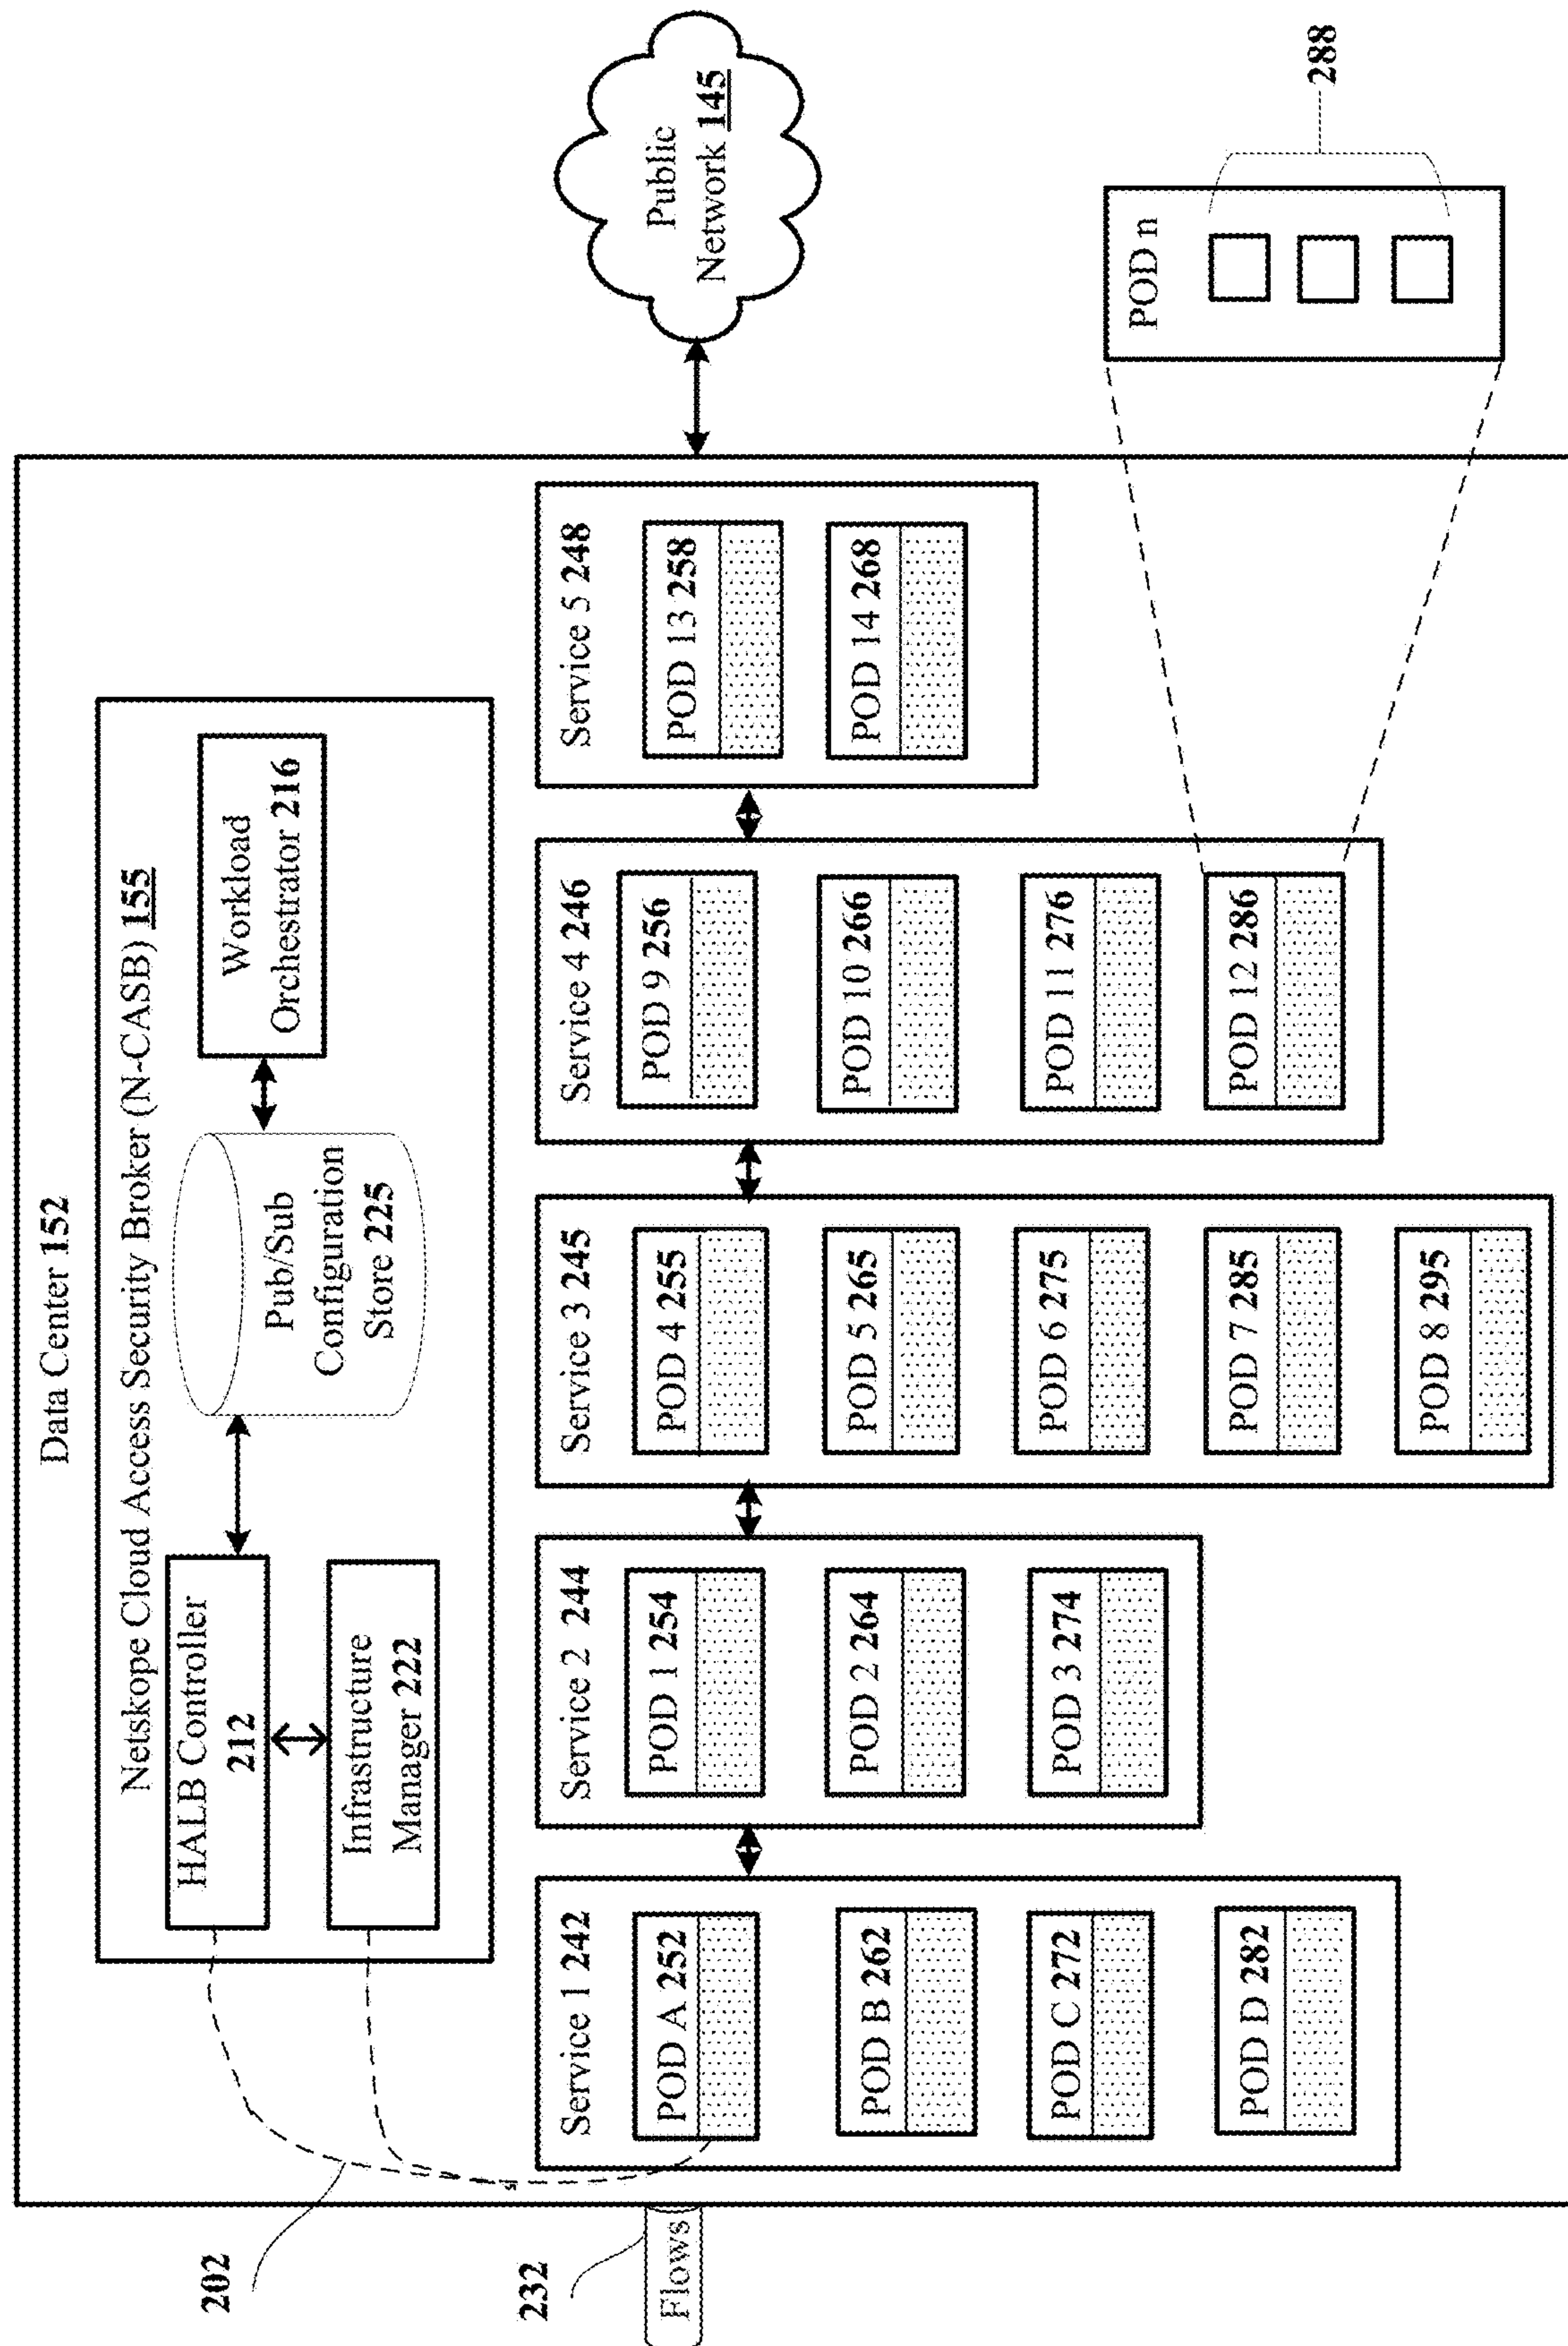 Data Center 152
Netskope Cloud Access Security Broker (N-CASB) 155
HALB Controller
212
Infrastructure
Manager 222
Pub/Sub
Configuration
Store 225
Workload
Orchestrator 216
202
232
Flows
Service 1 242
POD A 252
POD B 262
POD C 272
POD D 282
Service 2 244
POD 1 254
POD 2 264
POD 3 274
Service 3 245
POD 4 255
POD 5 265
POD 6 275
POD 7 285
POD 8 295
Service 4 246
POD 9 256
POD 10 266
POD 11 276
POD 12 286
Service 5 248
POD 13 258
POD 14 268
Public
Network 145
POD n
288